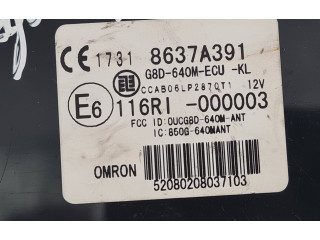 CE 1731 8637A391
G8D-640M-ECU -KL
CCAB06LP2870T1 12V
E6 116RI -000003
FCC ID:OUCG8D-640M-ANT
IC:850G-640MANT
OMRON
52080208037103